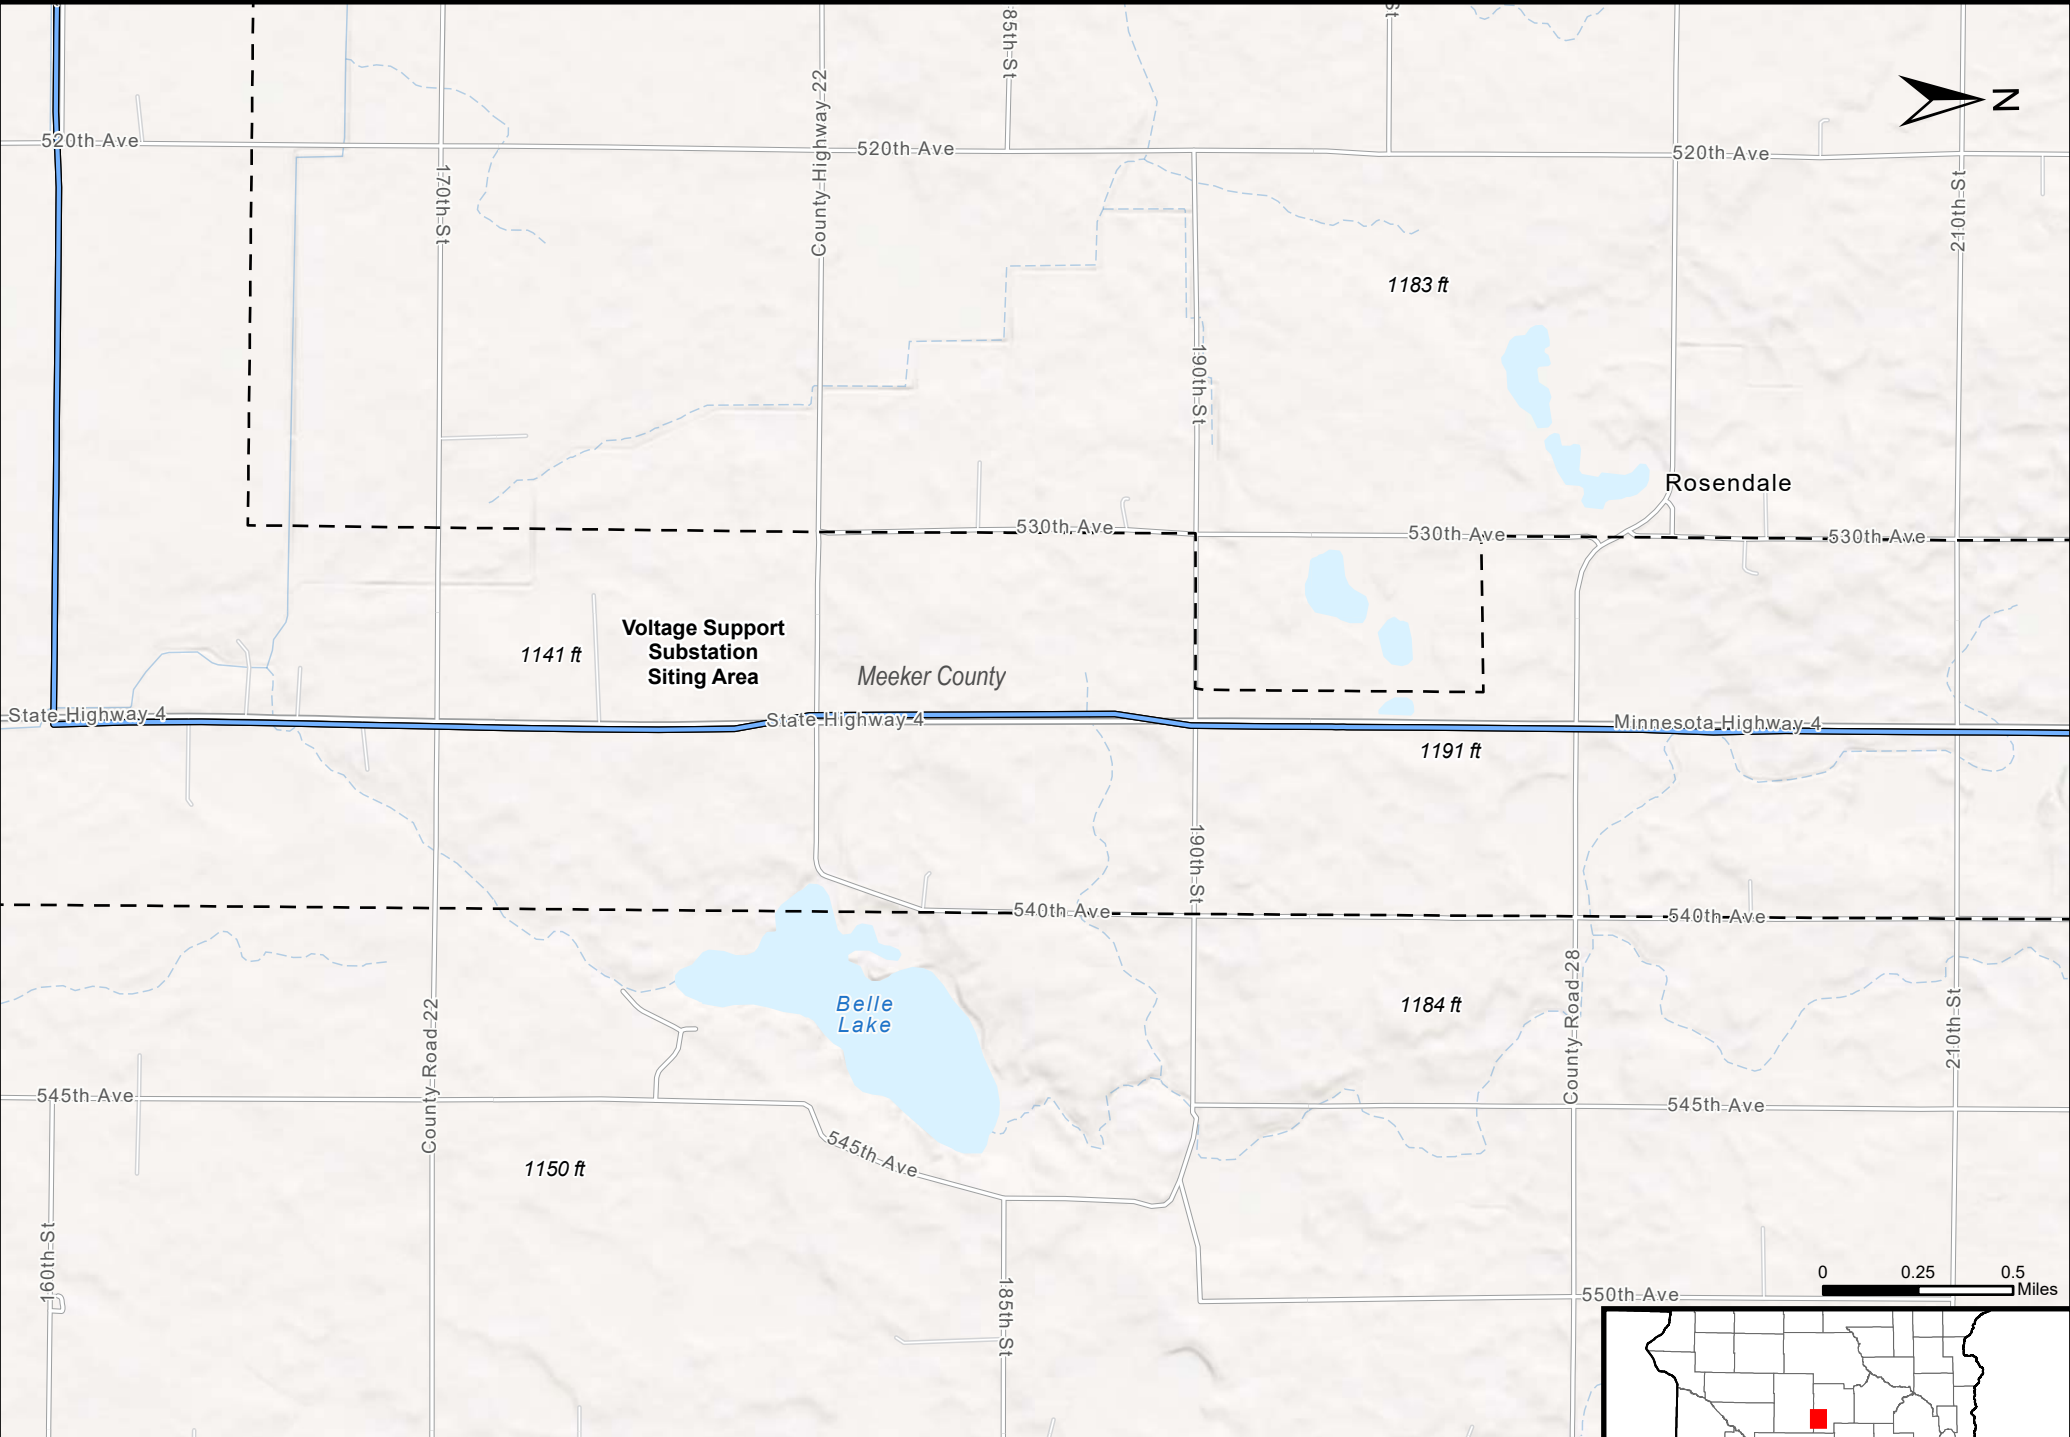 85th St
St
County Highway 22
N
520th Ave
520th Ave
520th Ave
170th St
210th St
1183 ft
190th St
Rosendale
530th Ave
530th Ave
530th Ave
Voltage Support
Substation
Siting Area
1141 ft
Meeker County
State Highway 4
State Highway 4
Minnesota Highway 4
1191 ft
190th St
540th Ave
540th Ave
Belle
Lake
1184 ft
County Road 28
210th St
County Road 22
545th Ave
545th Ave
545th Ave
1150 ft
160th St
185th St
0 0.25 0.5
Miles
550th Ave